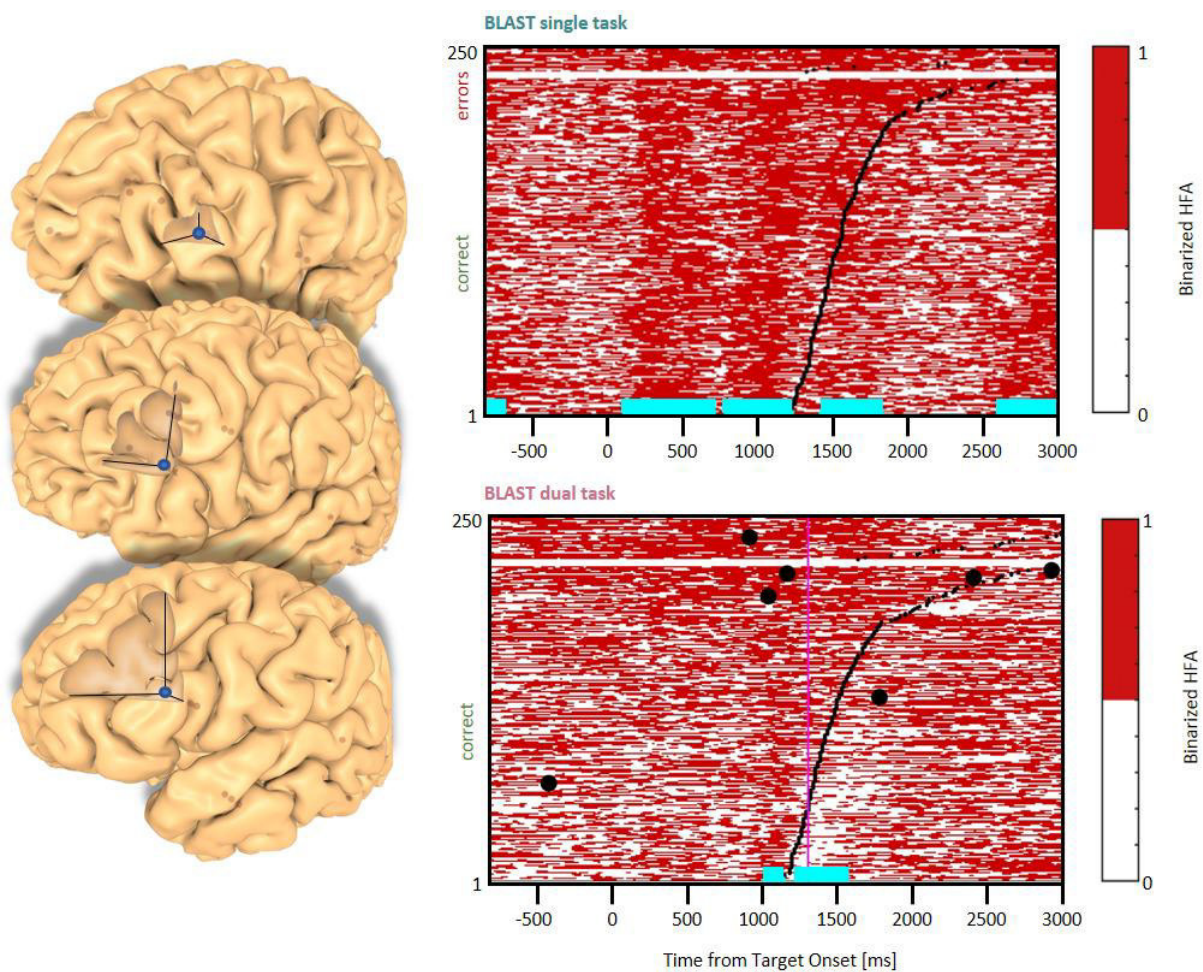 BLAST single task
250
errors
correct
1
-500 0 500 1000 1500 2000 2500 3000
1
Binarized HFA
0
BLAST dual task
250
correct
1
-500 0 500 1000 1500 2000 2500 3000
Time from Target Onset [ms]
1
Binarized HFA
0